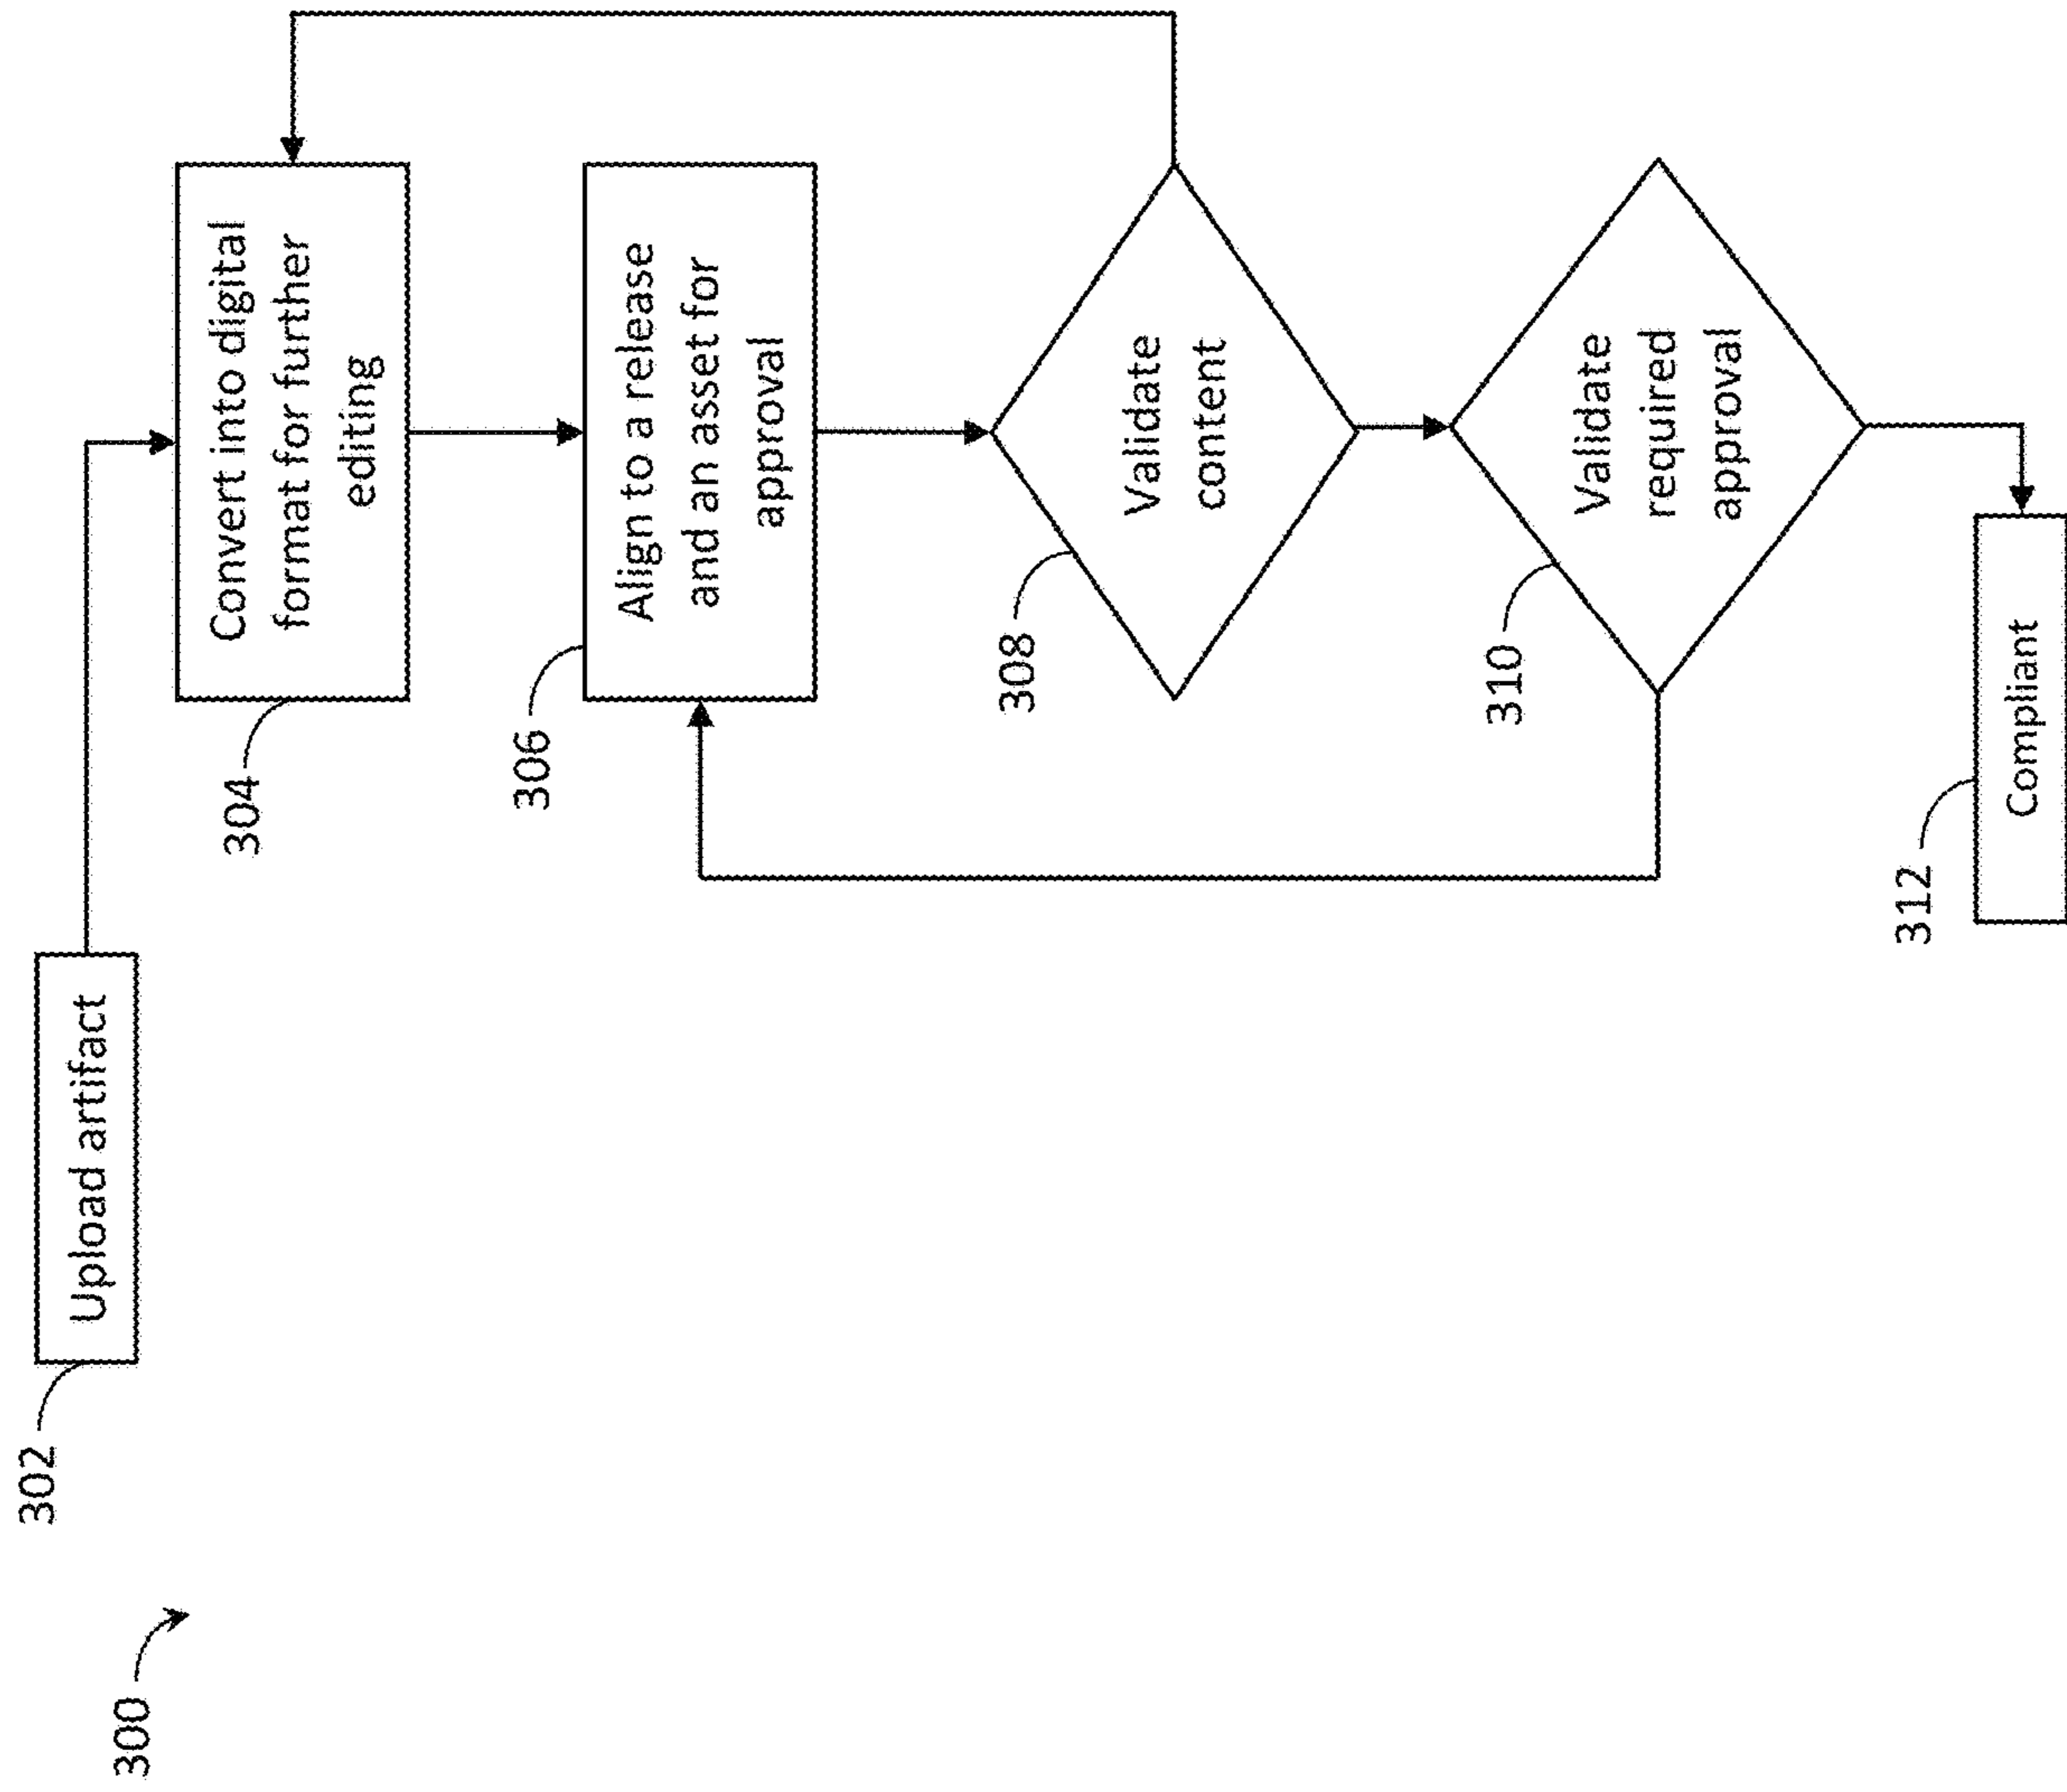 300
302
Upload artifact
304
Convert into digital
format for further
editing
306
Align to a release
and an asset for
approval
308
Validate
content
310
Validate
required
approval
312
Compliant